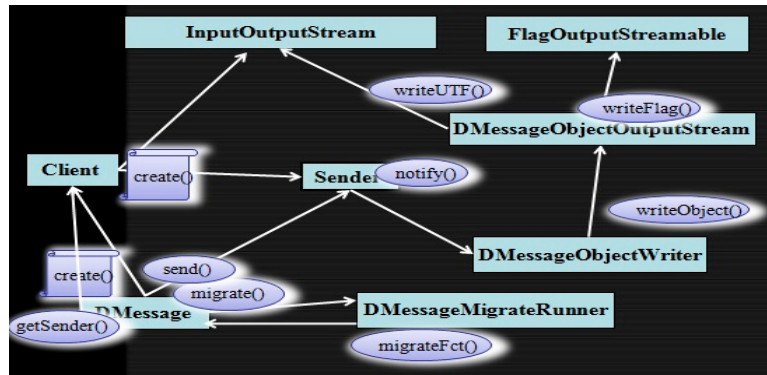 InputOutputStream
FlagOutputStreamable
writeUTF()
writeFlag()
DMessageObjectOutputStream
Client
create()
Sender
notify()
writeObject()
DMessageObjectWriter
create()
send()
migrate()
DMessage
DMessageMigrateRunner
getSender()
migrateFct()